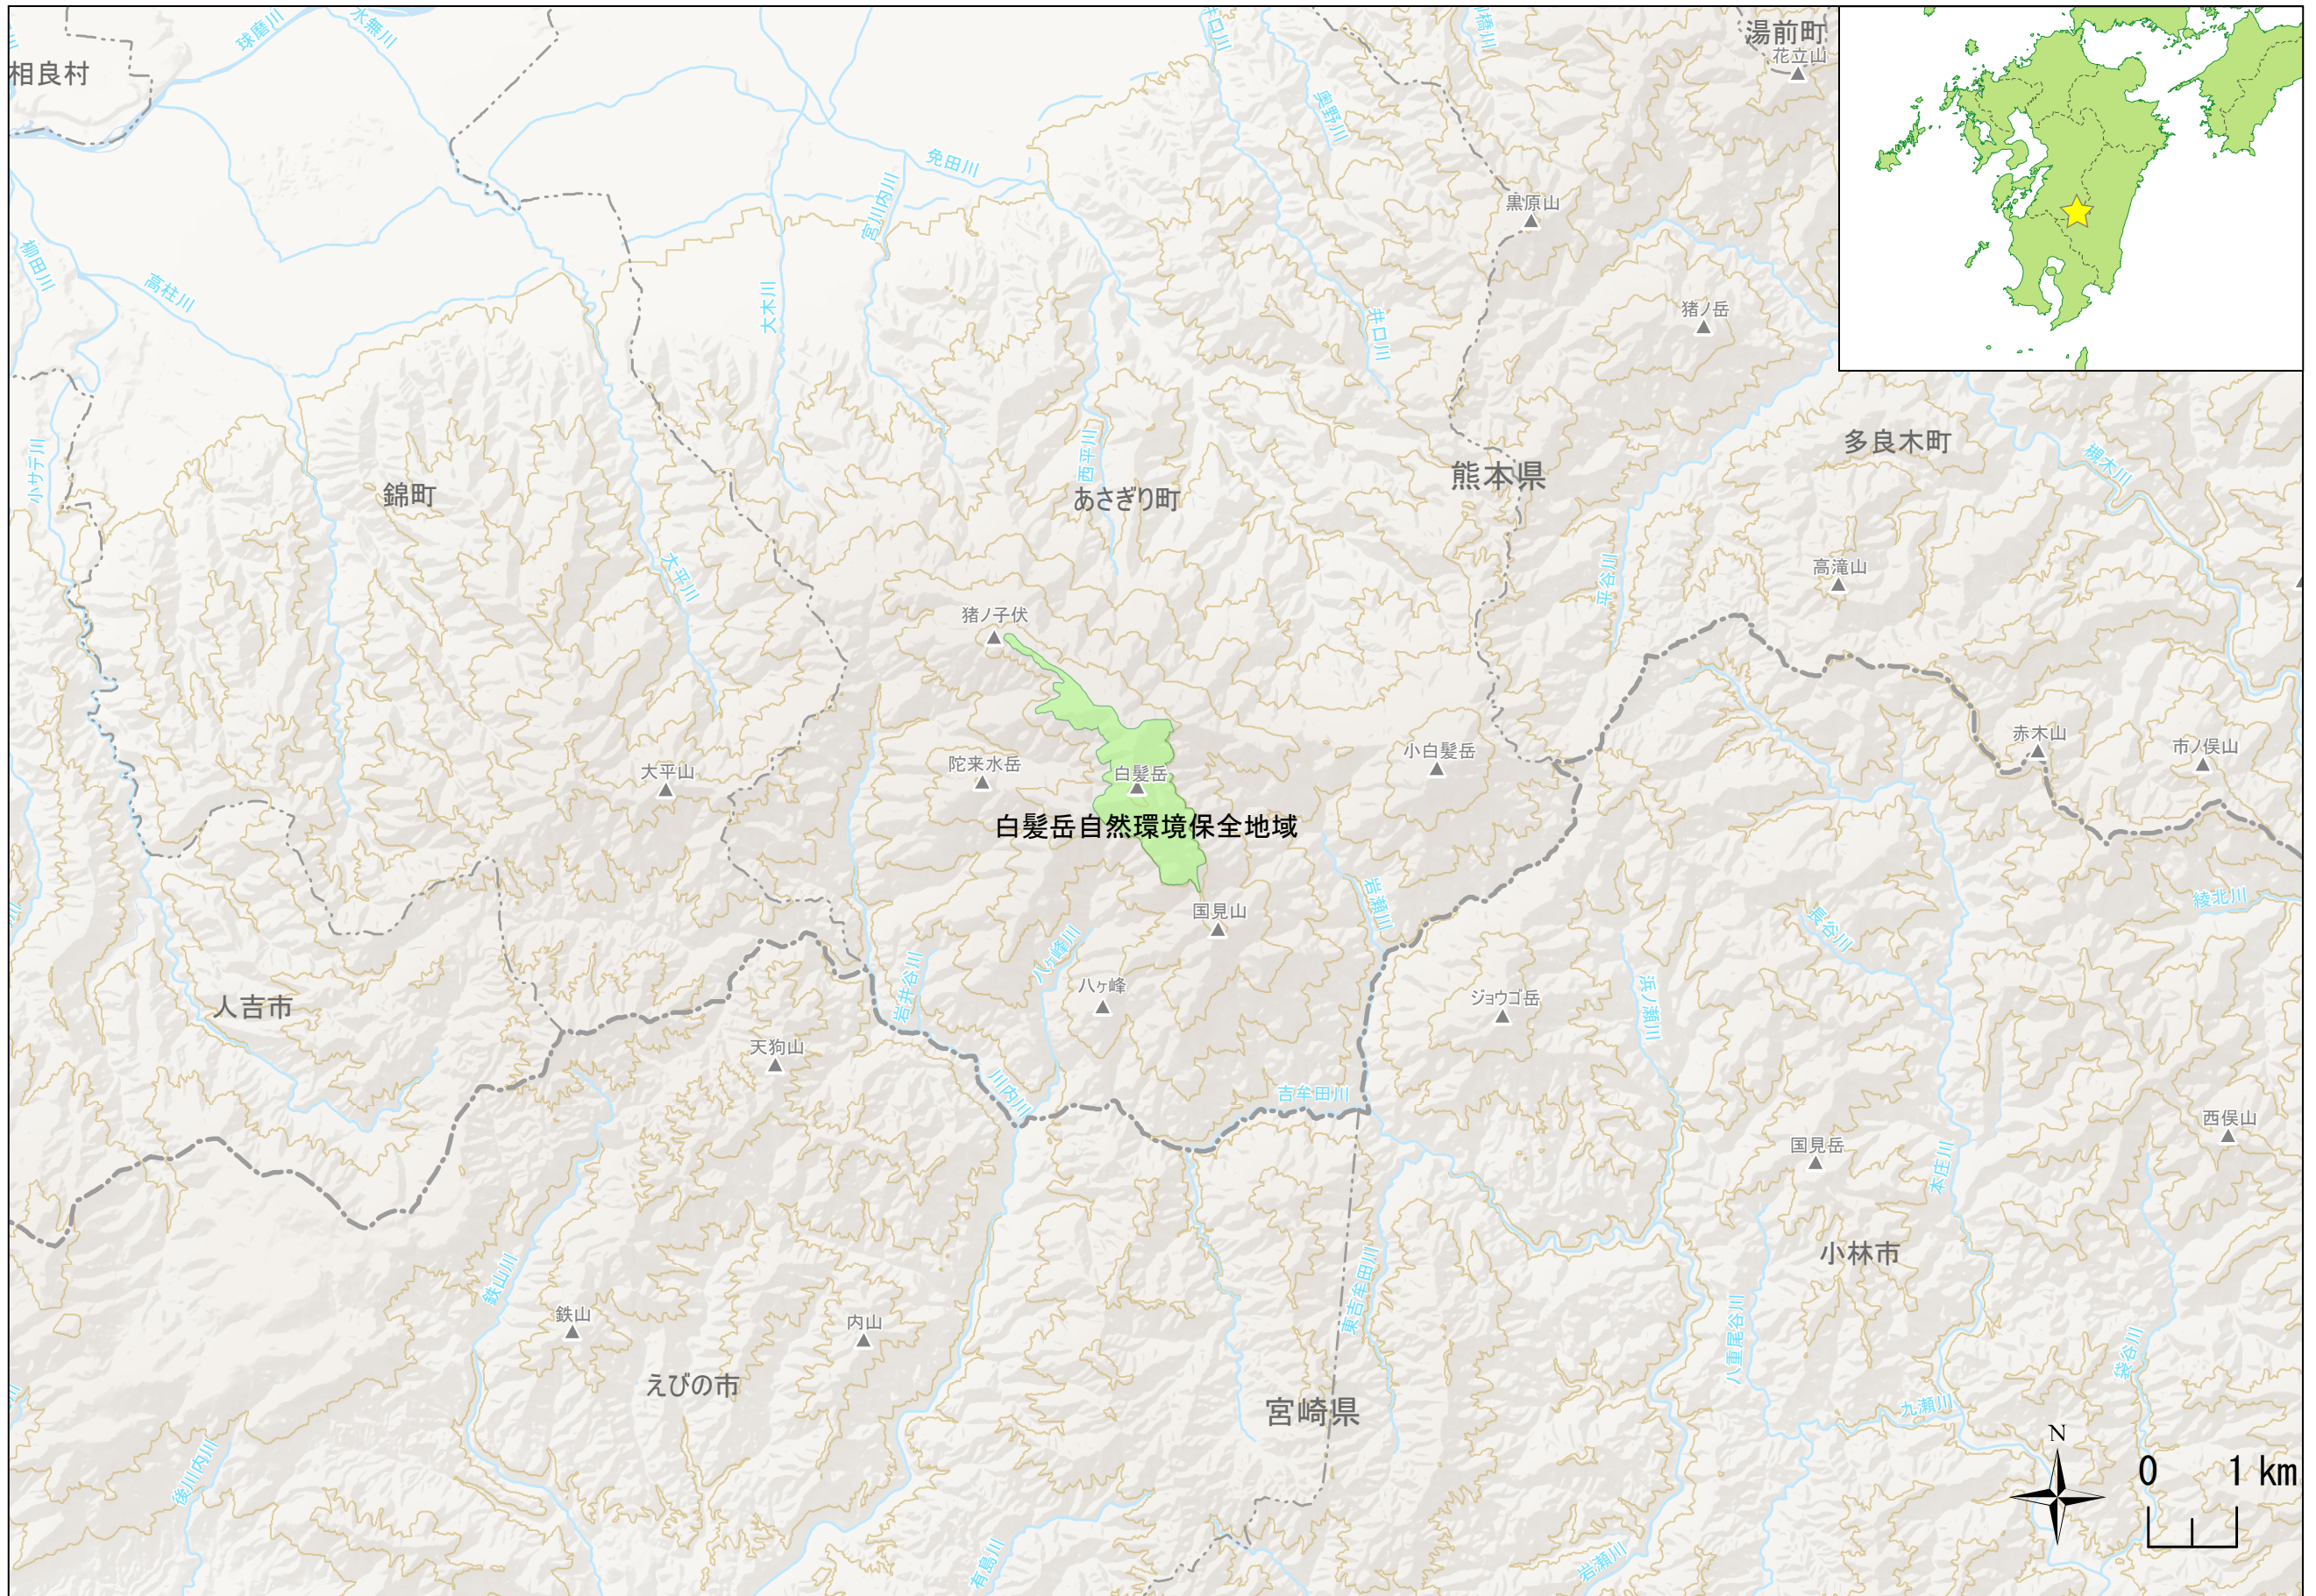 水無川
球磨川
井口川
湯前町
花立山
相良村
奥野川
免田川
宮川内川
黒原山
柳田川
高柱川
大木川
猪ノ岳
井口川
多良木町
槻木川
小サデ川
西平川
熊本県
錦町
あさぎり町
大平川
平谷川
高滝山
猪ノ子伏
赤木山
市ノ俣山
小白髪岳
陀来水岳
大平山
白髪岳
白髪岳自然環境保全地域
綾北川
岩瀬川
国見山
長谷川
八ヶ峰川
岩井谷川
八ヶ峰
ジョウゴ岳
浜ノ瀬川
人吉市
天狗山
川内川
吉牟田川
西俣山
国見岳
本庄川
小林市
鉄山川
東吉牟田川
鉄山
内山
八重尾谷川
袋谷川
えびの市
宮崎県
九瀬川
後川内川
有島川
岩瀬川
N
0 1 km